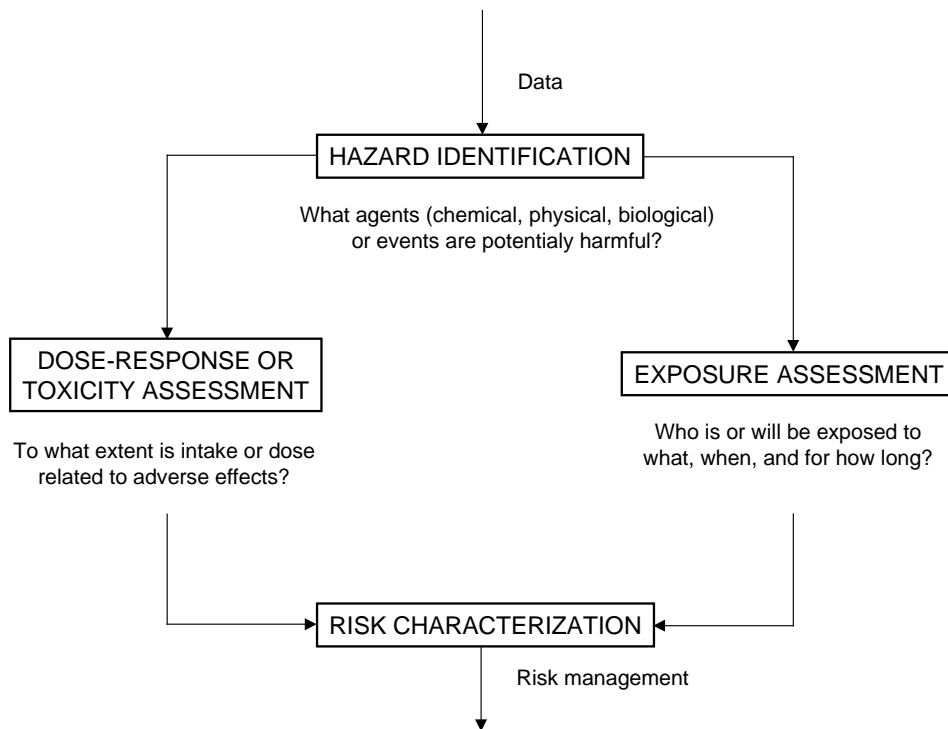 Data
HAZARD IDENTIFICATION
What agents (chemical, physical, biological)
or events are potentialy harmful?
DOSE-RESPONSE OR
TOXICITY ASSESSMENT
To what extent is intake or dose
related to adverse effects?
EXPOSURE ASSESSMENT
Who is or will be exposed to
what, when, and for how long?
RISK CHARACTERIZATION
Risk management